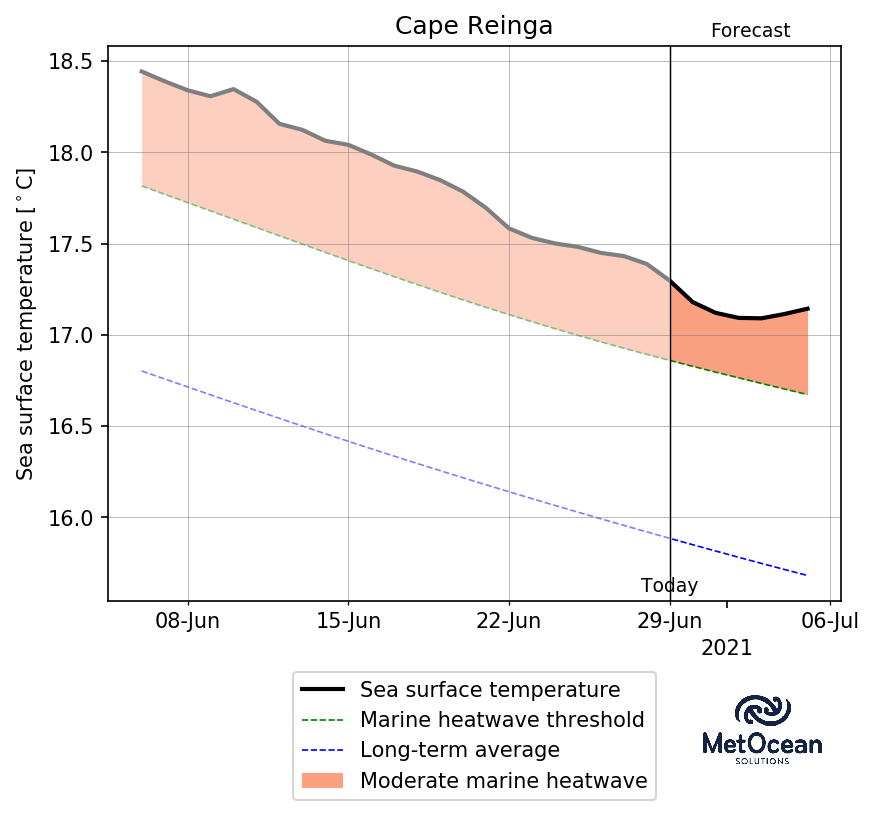 Cape Reinga
Forecast
Sea surface temperature [°C]
18.5
18.0
17.5
17.0
16.5
16.0
Today
08-Jun 15-Jun 22-Jun 29-Jun 06-Jul
2021
Sea surface temperature
Marine heatwave threshold
Long-term average
Moderate marine heatwave
MetOcean
SOLUTIONS